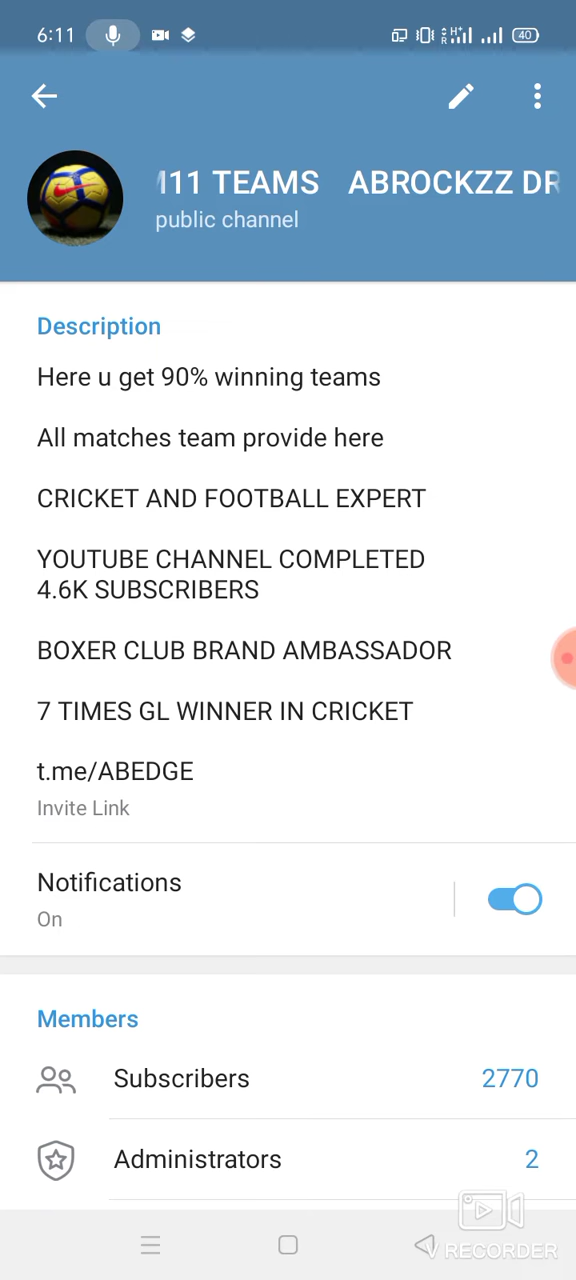 6:11
40
11 TEAMS ABROCKZZ
public channel
Description
Here u get 90% winning teams
All matches team provide here
CRICKET AND FOOTBALL EXPERT
YOUTUBE CHANNEL COMPLETED
4.6K SUBSCRIBERS
BOXER CLUB BRAND AMBASSADOR
7 TIMES GL WINNER IN CRICKET
t.me/ABEDGE
Invite Link
Notifications
On
Members
Subscribers 2770
Administrators 2
RECORDER